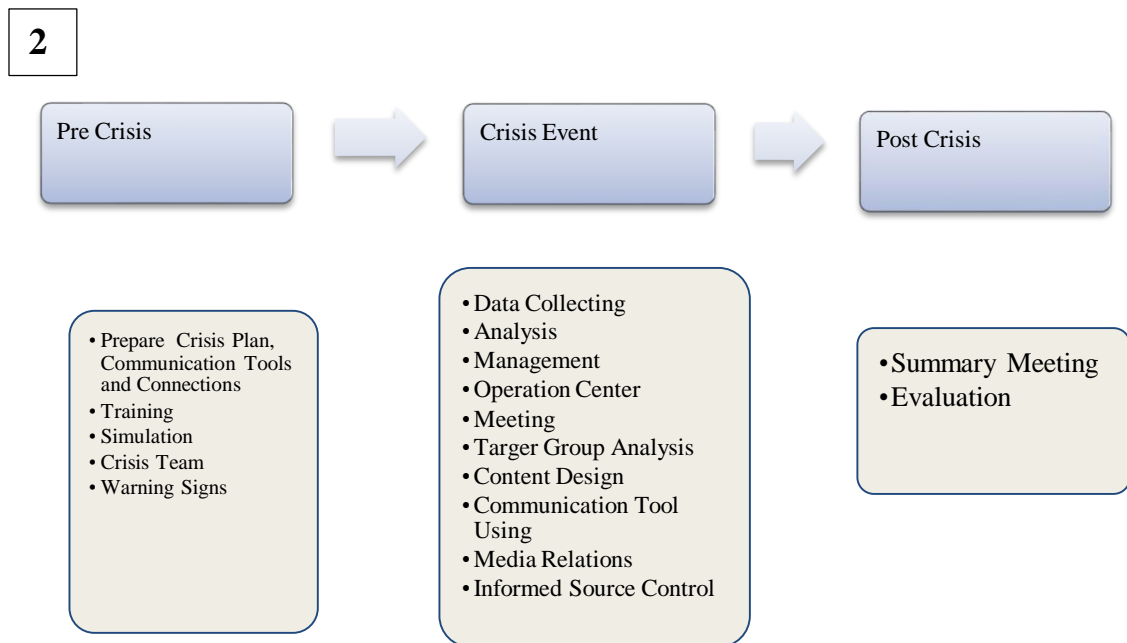 2
Pre Crisis
Crisis Event
Post Crisis
• Prepare Crisis Plan,
Communication Tools
and Connections
• Training
• Simulation
• Crisis Team
• Warning Signs
• Data Collecting
• Analysis
• Management
• Operation Center
• Meeting
• Targer Group Analysis
• Content Design
• Communication Tool
Using
• Media Relations
• Informed Source Control
• Summary Meeting
• Evaluation